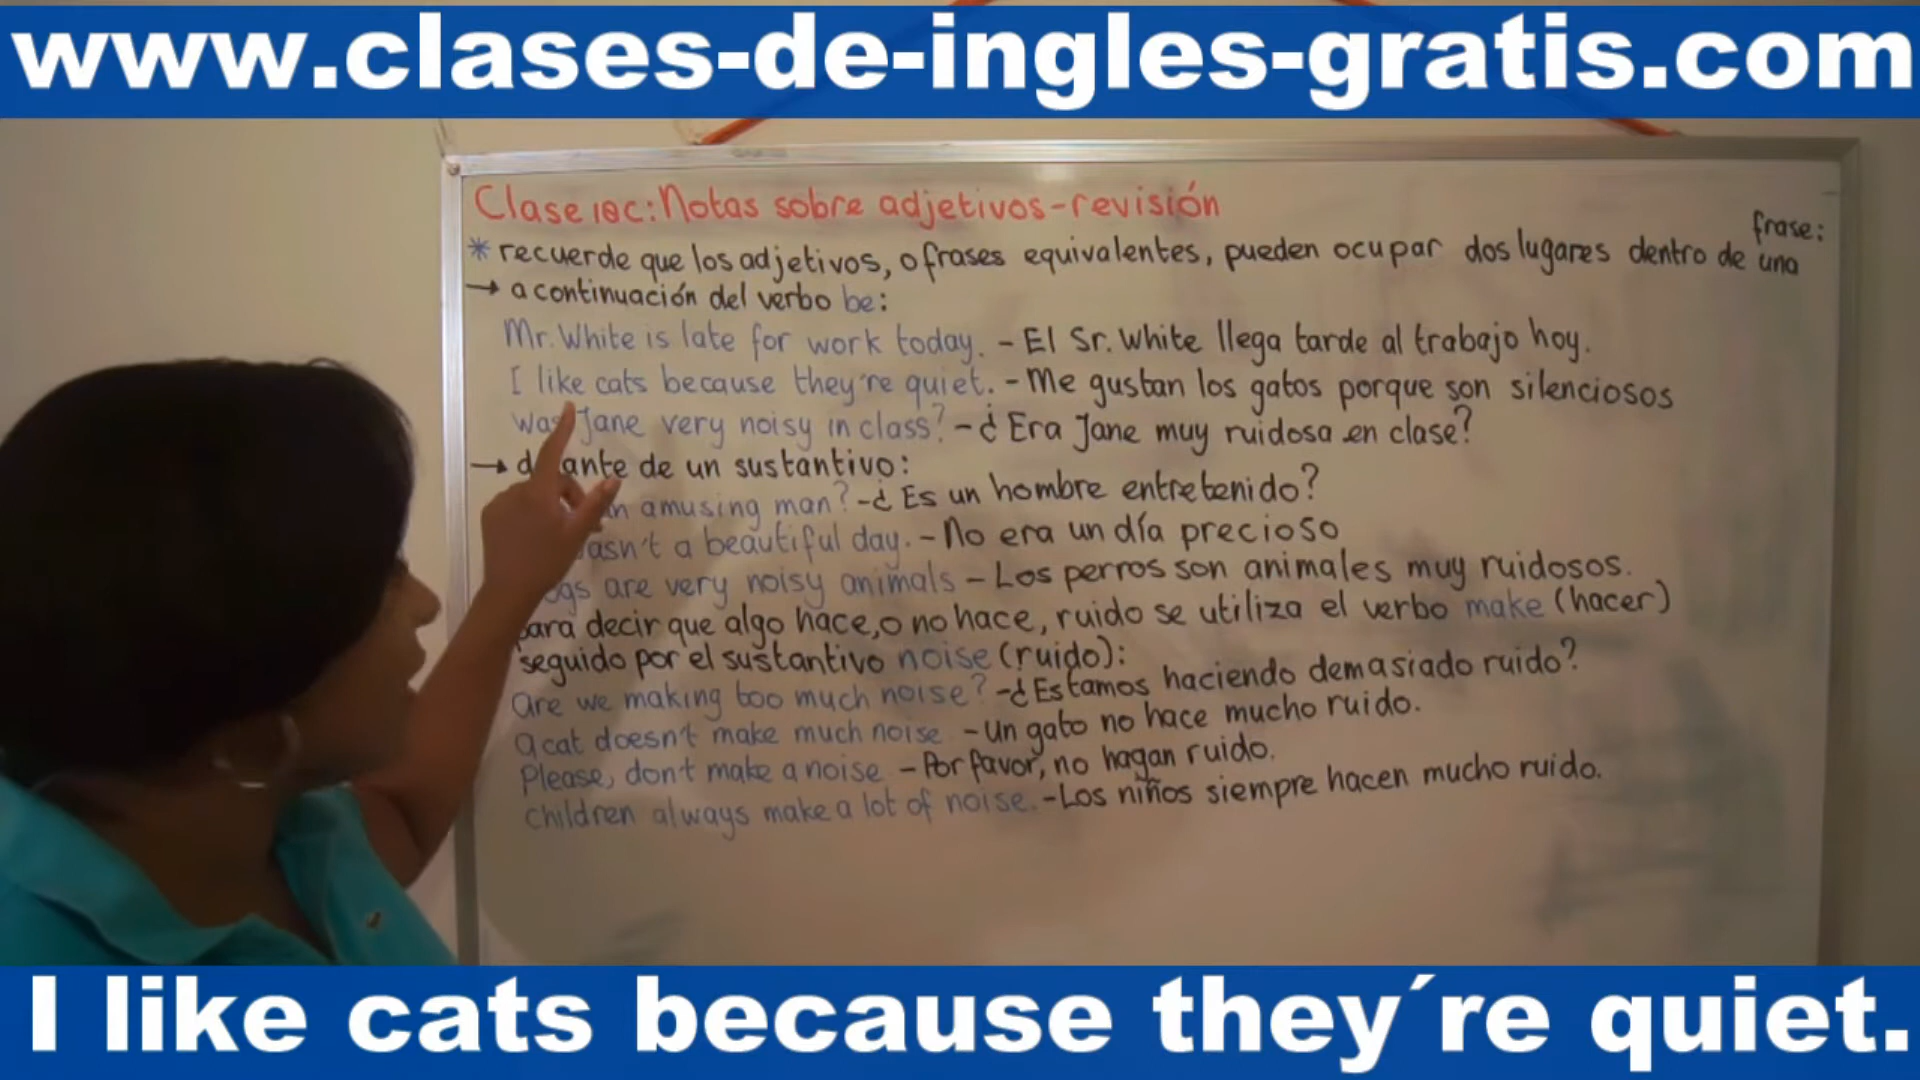 www.clases-de-ingles-gratis.com
Clase 18c: Notas sobre adjetivos-revisión
* recuerde que los adjetivos, o frases equivalentes, pueden ocupar dos lugares dentro de una frase:
→ a continuación del verbo be:
Mr. White is late for work today. - El Sr. White llega tarde al trabajo hoy.
I like cats because they're quiet. - Me gustan los gatos porque son silenciosos
Was Jane very noisy in class? - ¿Era Jane muy ruidosa en clase?
→ de un sustantivo:
amusing man? - ¿Es un hombre entretenido?
a beautiful day. - No era un día precioso
are very noisy animals - Los perros son animales muy ruidosos.
para decir que algo hace, o no hace, ruido se utiliza el verbo make (hacer)
seguido por el sustantivo noise (ruido):
Are we making too much noise? - ¿Estamos haciendo demasiado ruido?
A cat doesn't make much noise - Un gato no hace mucho ruido.
Please, don't make a noise - Por favor, no hagan ruido.
Children always make a lot of noise. - Los niños siempre hacen mucho ruido.
I like cats because they´re quiet.